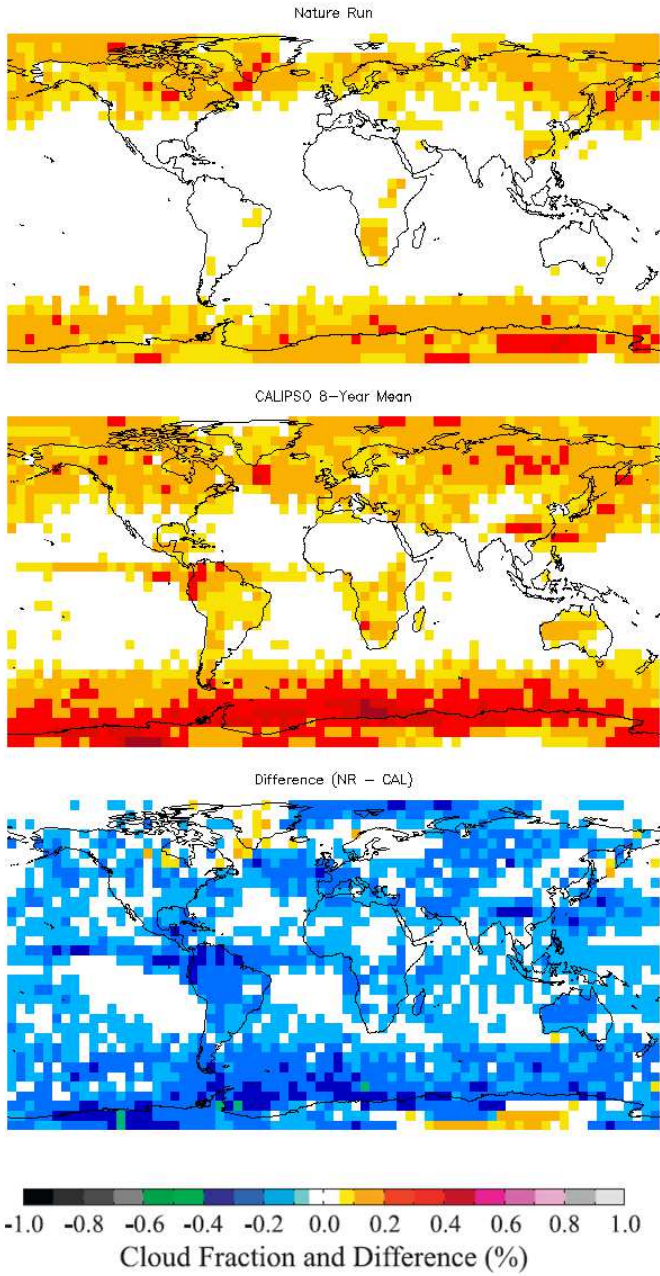 Nature Run
CALIPSO 8-Year Mean
Difference (NR - CAL)
-1.0 -0.8 -0.6 -0.4 -0.2 0.0 0.2 0.4 0.6 0.8 1.0
Cloud Fraction and Difference (%)